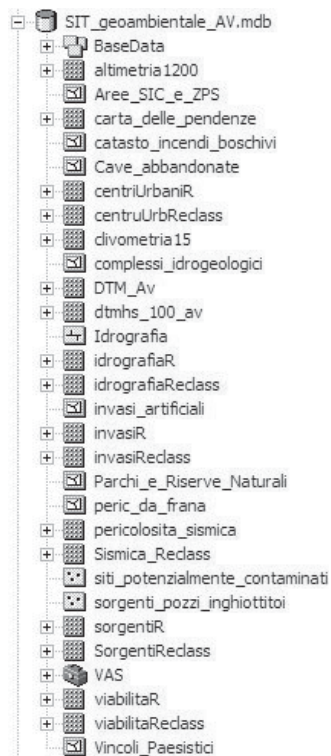 SIT_geoambientale_AV.mdb
BaseData
altimetria1200
Aree_SIC_e_ZPS
carta_delle_pendenze
catasto_incendi_boschivi
Cave_abbandonate
centriUrbaniR
centruUrbReclass
clivometria15
complessi_idrogeologici
DTM_Av
dtmhs_100_av
Idrografia
idrografiaR
idrografiaReclass
invasi_artificiali
invasiR
invasiReclass
Parchi_e_Riserve_Naturali
peric_da_frana
pericolosita_sismica
Sismica_Reclass
siti_potenzialmente_contaminati
sorgenti_pozzi_inghiottitoi
sorgentiR
SorgentiReclass
VAS
viabilitaR
viabilitaReclass
Vincoli_Paesistici